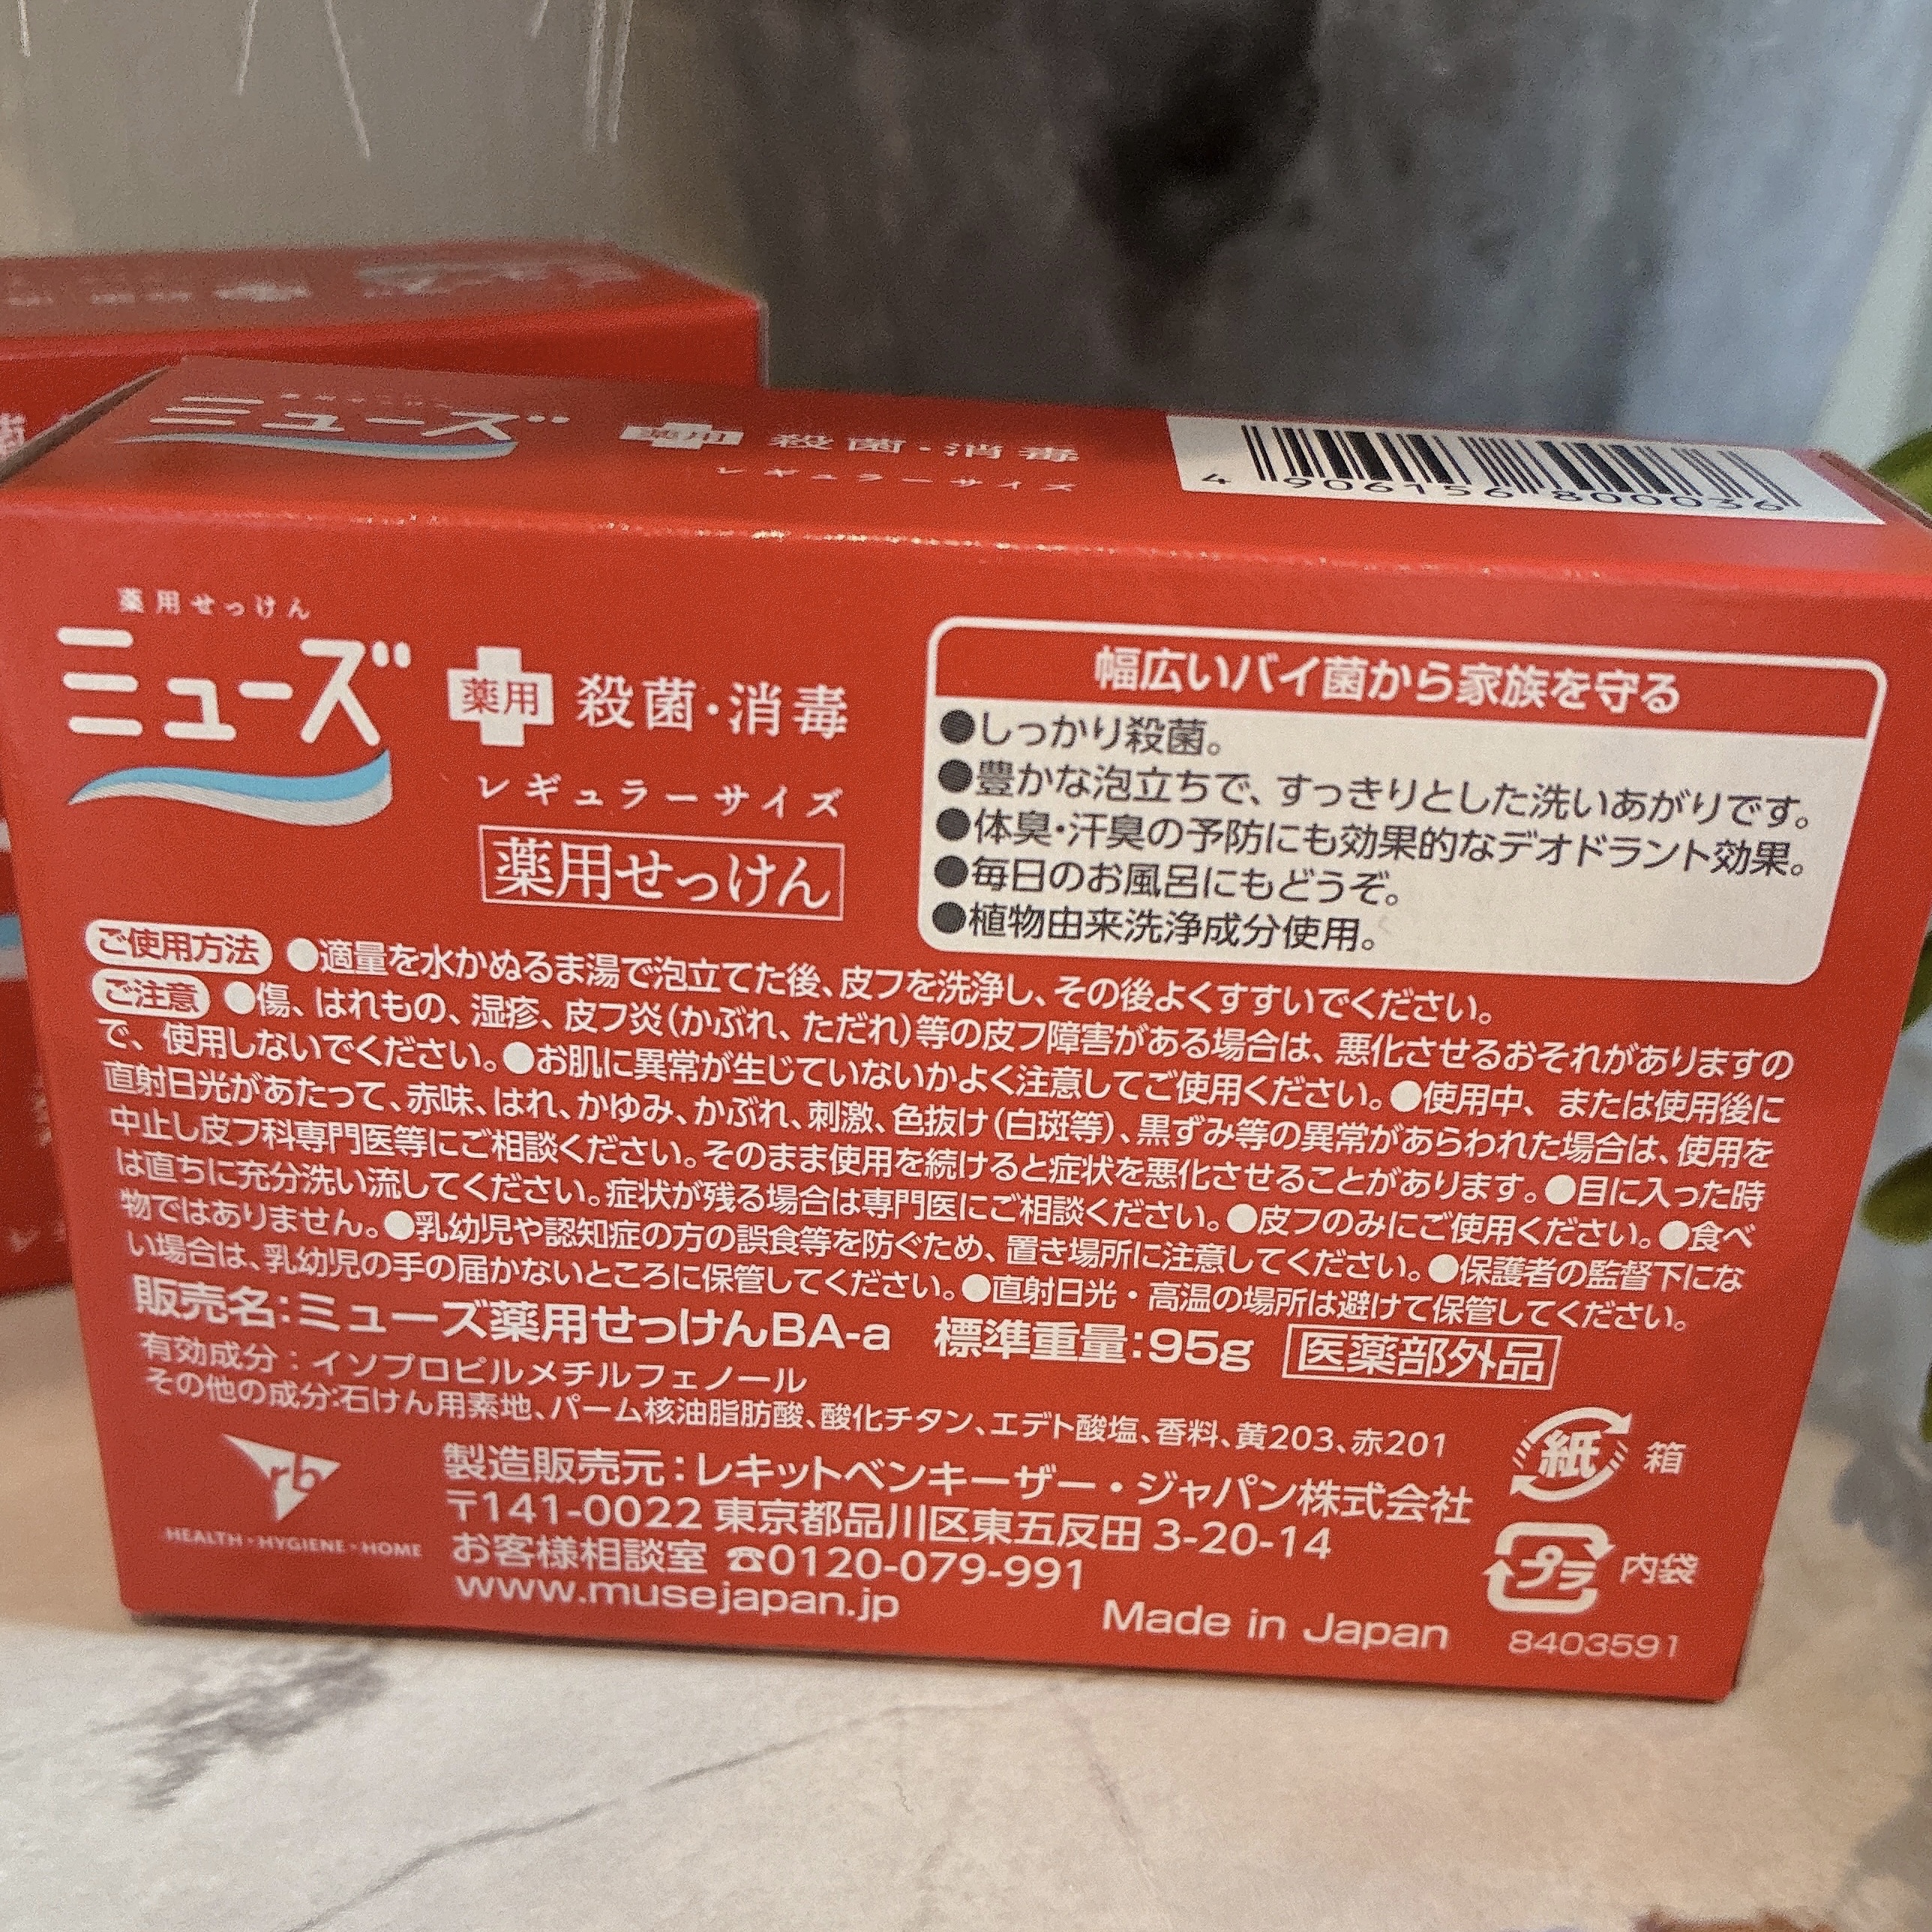 ミューズ
薬用 殺菌・消毒
レギュラーサイズ
4 906156 800036
薬用せっけん
ミューズ
薬用 殺菌・消毒
レギュラーサイズ
薬用せっけん
幅広いバイ菌から家族を守る
●しっかり殺菌。
●豊かな泡立ちで、すっきりとした洗いあがりです。
●体臭・汗臭の予防にも効果的なデオドラント効果。
●毎日のお風呂にもどうぞ。
●植物由来洗浄成分使用。
ご使用方法 ●適量を水かぬるま湯で泡立てた後、皮フを洗浄し、その後よくすすいでください。
ご注意 ●傷、はれもの、湿疹、皮フ炎(かぶれ、ただれ)等の皮フ障害がある場合は、悪化させるおそれがありますの
で、使用しないでください。●お肌に異常が生じていないかよく注意してご使用ください。●使用中、または使用後に
直射日光があたって、赤味、はれ、かゆみ、かぶれ、刺激、色抜け(白斑等)、黒ずみ等の異常があらわれた場合は、使用を
中止し皮フ科専門医等にご相談ください。そのまま使用を続けると症状を悪化させることがあります。●目に入った時
は直ちに充分洗い流してください。症状が残る場合は専門医にご相談ください。●皮フのみにご使用ください。●食べ
物ではありません。●乳幼児や認知症の方の誤食等を防ぐため、置き場所に注意してください。●保護者の監督下にな
い場合は、乳幼児の手の届かないところに保管してください。●直射日光・高温の場所は避けて保管してください。
販売名:ミューズ薬用せっけんBA-a 標準重量:95g 医薬部外品
有効成分:イソプロピルメチルフェノール
その他の成分:石けん用素地、パーム核油脂肪酸、酸化チタン、エデト酸塩、香料、黄203、赤201
rb
HEALTH・HYGIENE・HOME
製造販売元:レキットベンキーザー・ジャパン株式会社
〒141-0022 東京都品川区東五反田 3-20-14
お客様相談室 ☎0120-079-991
www.musejapan.jp
Made in Japan
紙 箱
プラ 内袋
8403591